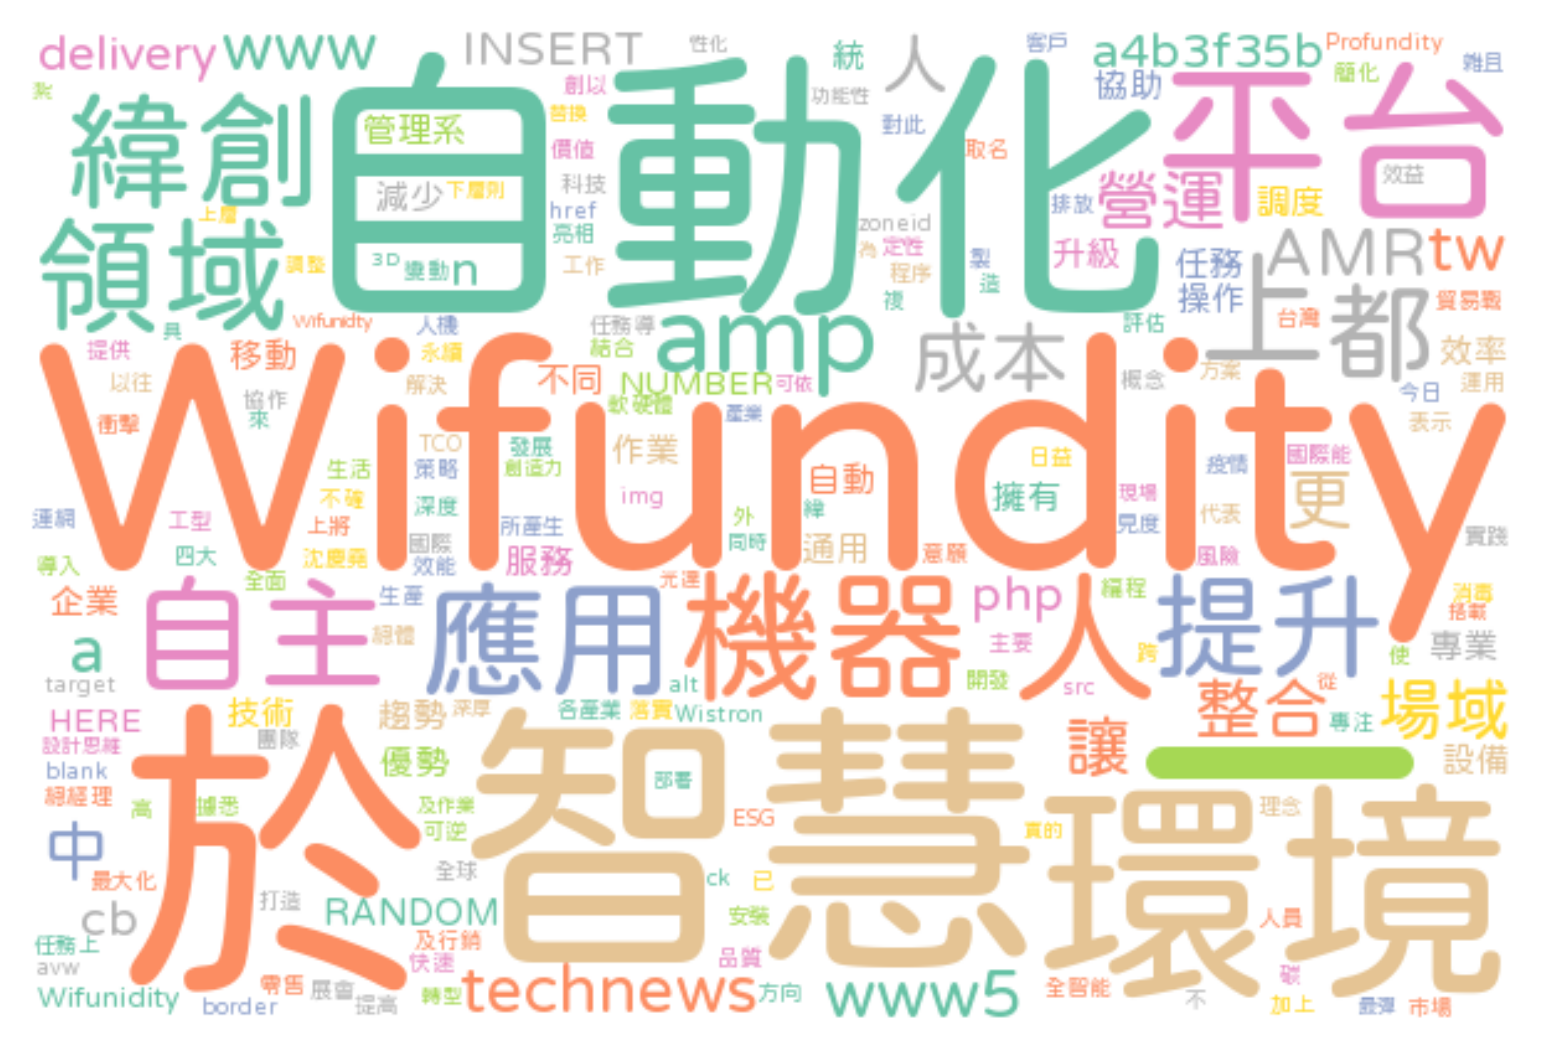 delivery www INSERT 性化 統 人 客戶 a4b3f35b Profundity
簡化 雜且
創以 功能性 協助
緯創 自動化 平台
管理系 替換 對此
價值 取名
減少 下層則 科技 效益
上層 href 排放 營運 調度
領域 亮相 zoneid
調整 3D 變動 n 工作 為 定性 製 升級 任務 AMR tw
程序 造 操作
複 上都 貿易戰
具 Wifunidty 人機 任務導 amp 成本 評估 台灣
提供 移動 永續 結合 效率
以往 解決 不同 NUMBER 可依 概念 方案 運用
協作 軟硬體 今日
衝擊 來 產業 表示
Wifundity
TCO 發展 作業 國際能
生活 策略 創造力 自動 日益 疫情
不確 深度 img 擁有 現場 更
運網 工型 上將 所產生 外 緯 見度 代表
國際 同時 實踐
導入 四大 沈慶堯 效能 服務 通用 意願 風險
全面 光達
企業 生產 php 編程 消毒
搭載
自主 應用 機器人 提升
a 主要 跨 使 專業
target alt 開發 src 從
HERE 技術 趨勢 深厚 各產業 落實 Wistron 整合 專注 場域
設計思維 團隊 讓
blank 優勢 設備
總經理 部署
高 據悉 及作業 理念
於 智慧 環境
中 可逆 ESG 真的
最大化 全球 ck 已
cb 打造 RANDOM 安裝 人員
任務上 及行銷
avw 快速 品質 碳
Wifunidity 零售 展會 轉型 technews 方向 www5 全智能
border 提高 不 加上 最彈 市場